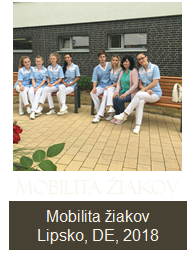 MOBILITA ŽIAKOV
Mobilita žiakov
Lipsko, DE, 2018